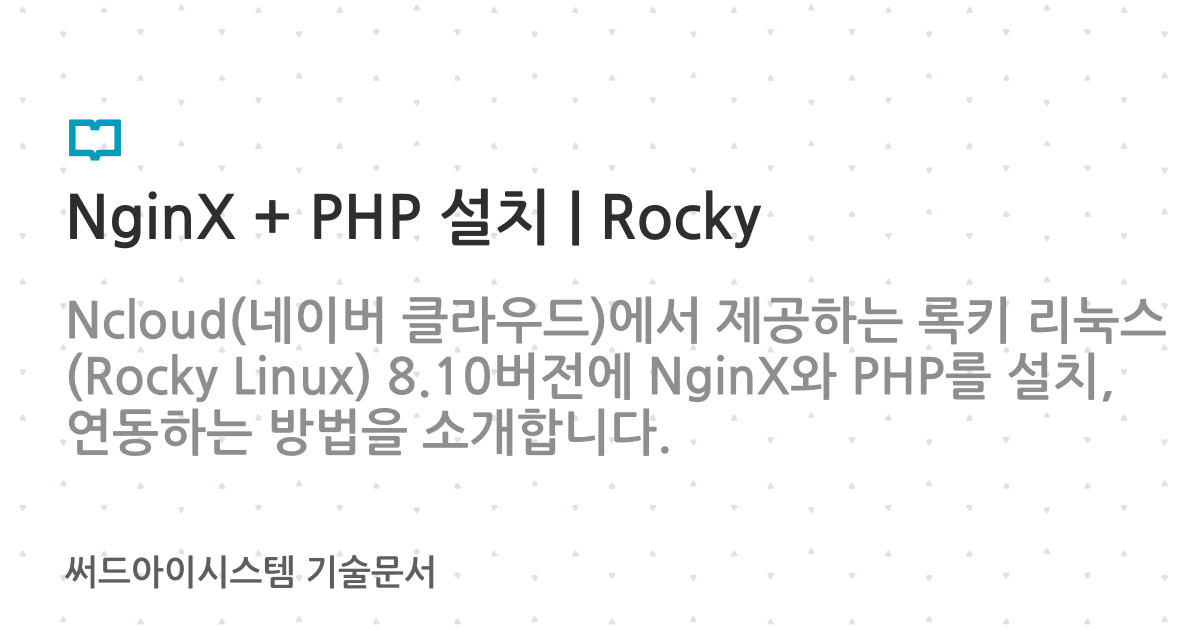 NginX + PHP 설치 | Rocky
Ncloud(네이버 클라우드)에서 제공하는 록키 리눅스
(Rocky Linux) 8.10버전에 NginX와 PHP를 설치,
연동하는 방법을 소개합니다.
써드아이시스템 기술문서